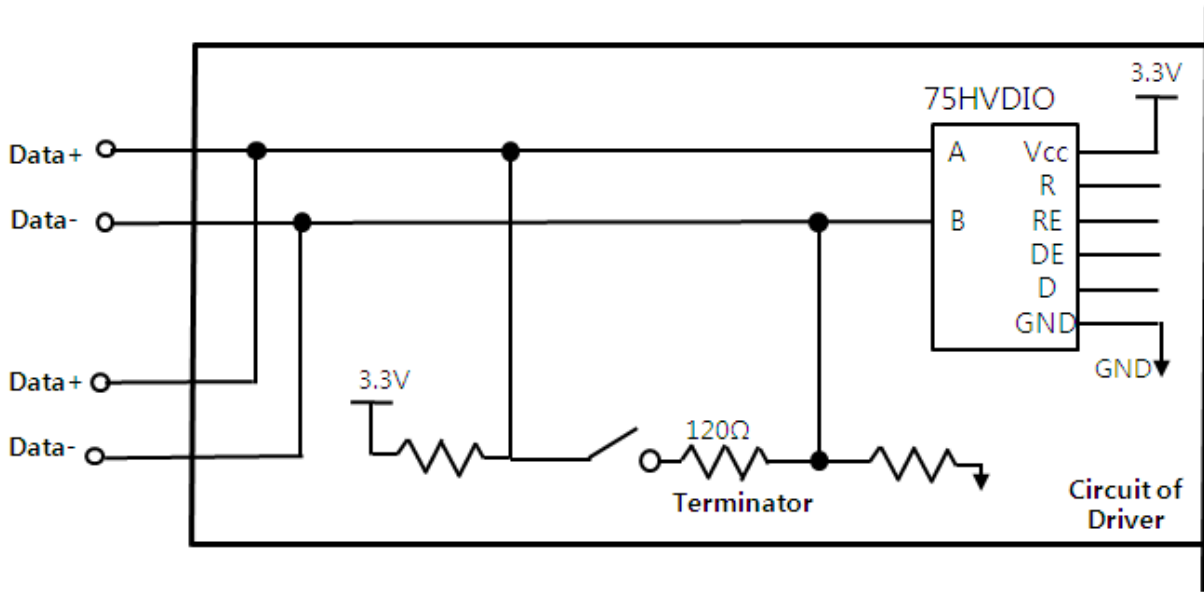 75HVDIO
3.3V
Data+
A
Vcc
R
Data-
B
RE
DE
D
GND
GND
Data+
3.3V
Data-
120Ω
Terminator
Circuit of
Driver